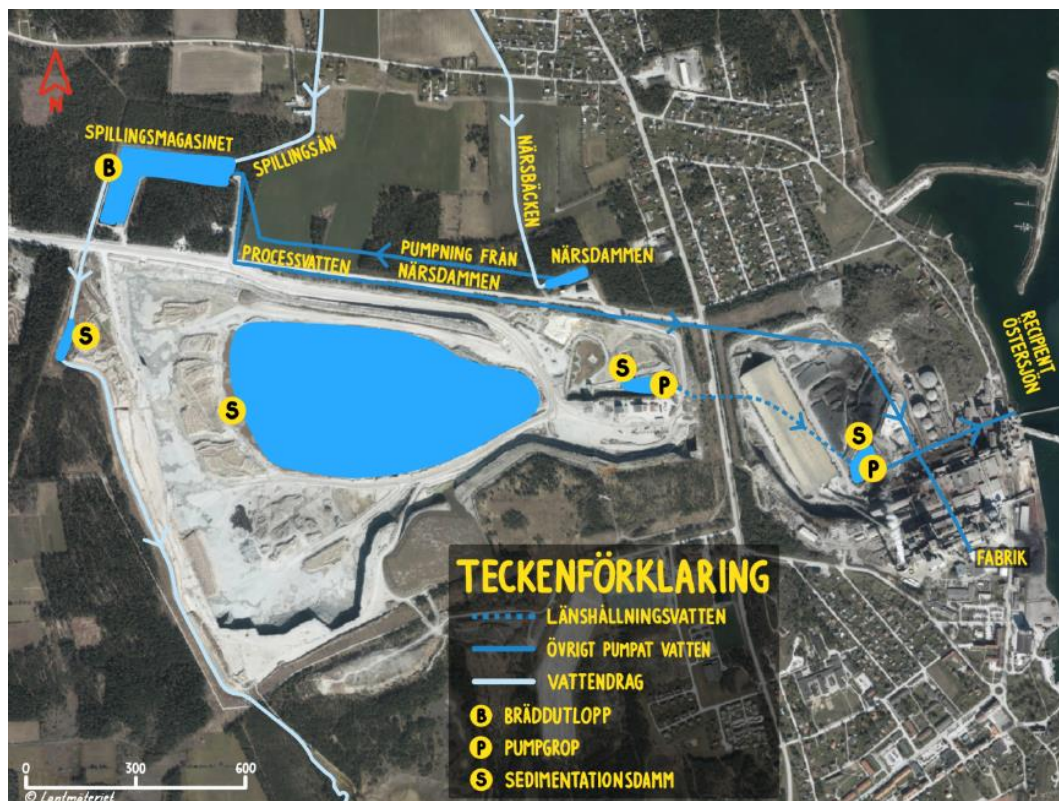 N
SPILLINGSMAGASINET
B
SPILLINGSÅN
NÄRSBÄCKEN
PUMPNING FRÅN
NÄRSDAMMEN
NÄRSDAMMEN
PROCESSVATTEN
RECIPIENT
ÖSTERSJÖN
S
S
S
P
S
P
FABRIK
TECKENFÖRKLARING
LÄNSHÅLLNINGSVATTEN
ÖVRIGT PUMPAT VATTEN
VATTENDRAG
B BRÄDDUTLOPP
P PUMPGROP
S SEDIMENTATIONSDAMM
0 300 600
© Lantmäteriet